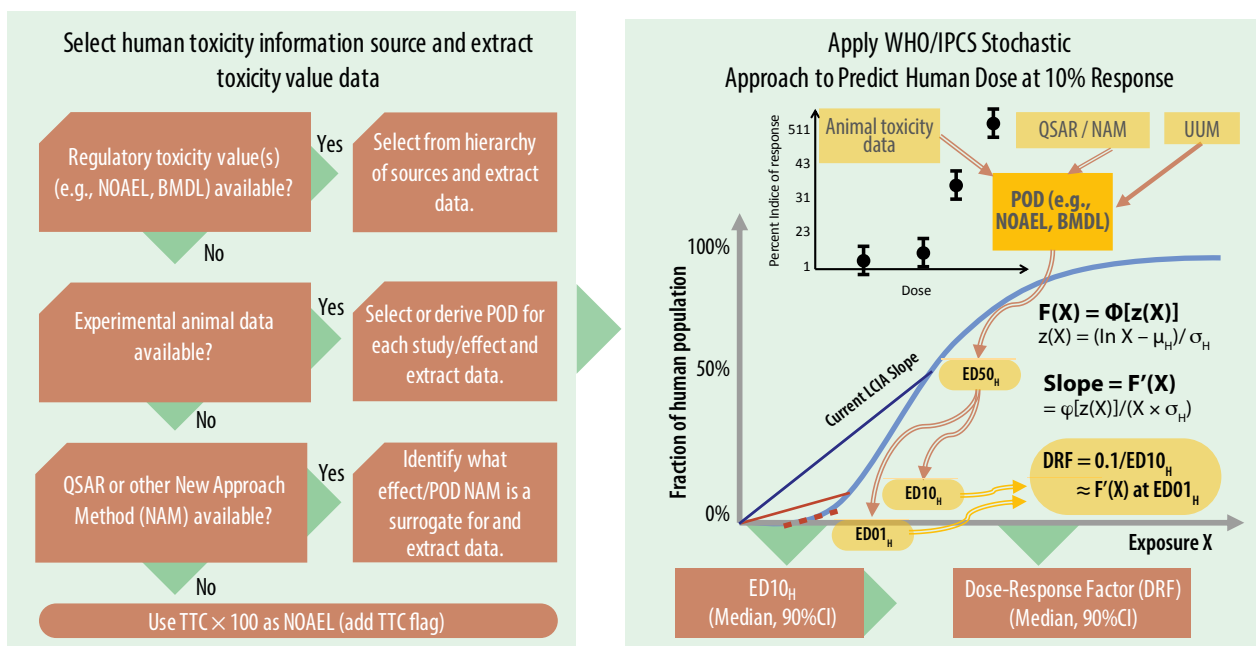 Select human toxicity information source and extract
toxicity value data
Regulatory toxicity value(s)
(e.g., NOAEL, BMDL) available?
Yes
Select from hierarchy
of sources and extract
data.
No
Experimental animal data
available?
Yes
Select or derive POD for
each study/effect and
extract data.
No
QSAR or other New Approach
Method (NAM) available?
Yes
Identify what
effect/POD NAM is a
surrogate for and
extract data.
No
Use TTC × 100 as NOAEL (add TTC flag)
Apply WHO/IPCS Stochastic
Approach to Predict Human Dose at 10% Response
Percent Indice of response
511
43
31
23
1
Dose
Animal toxicity
data
QSAR / NAM
UUM
POD (e.g.,
NOAEL, BMDL)
Fraction of human population
100%
50%
0%
Current LCIA Slope
F(X) = Φ[z(X)]
z(X) = (ln X – μH)/σH
Slope = F′(X)
= φ[z(X)]/(X × σH)
ED50H
ED10H
ED01H
DRF = 0.1/ED10H
≈ F′(X) at ED01H
Exposure X
ED10H
(Median, 90%CI)
Dose-Response Factor (DRF)
(Median, 90%CI)